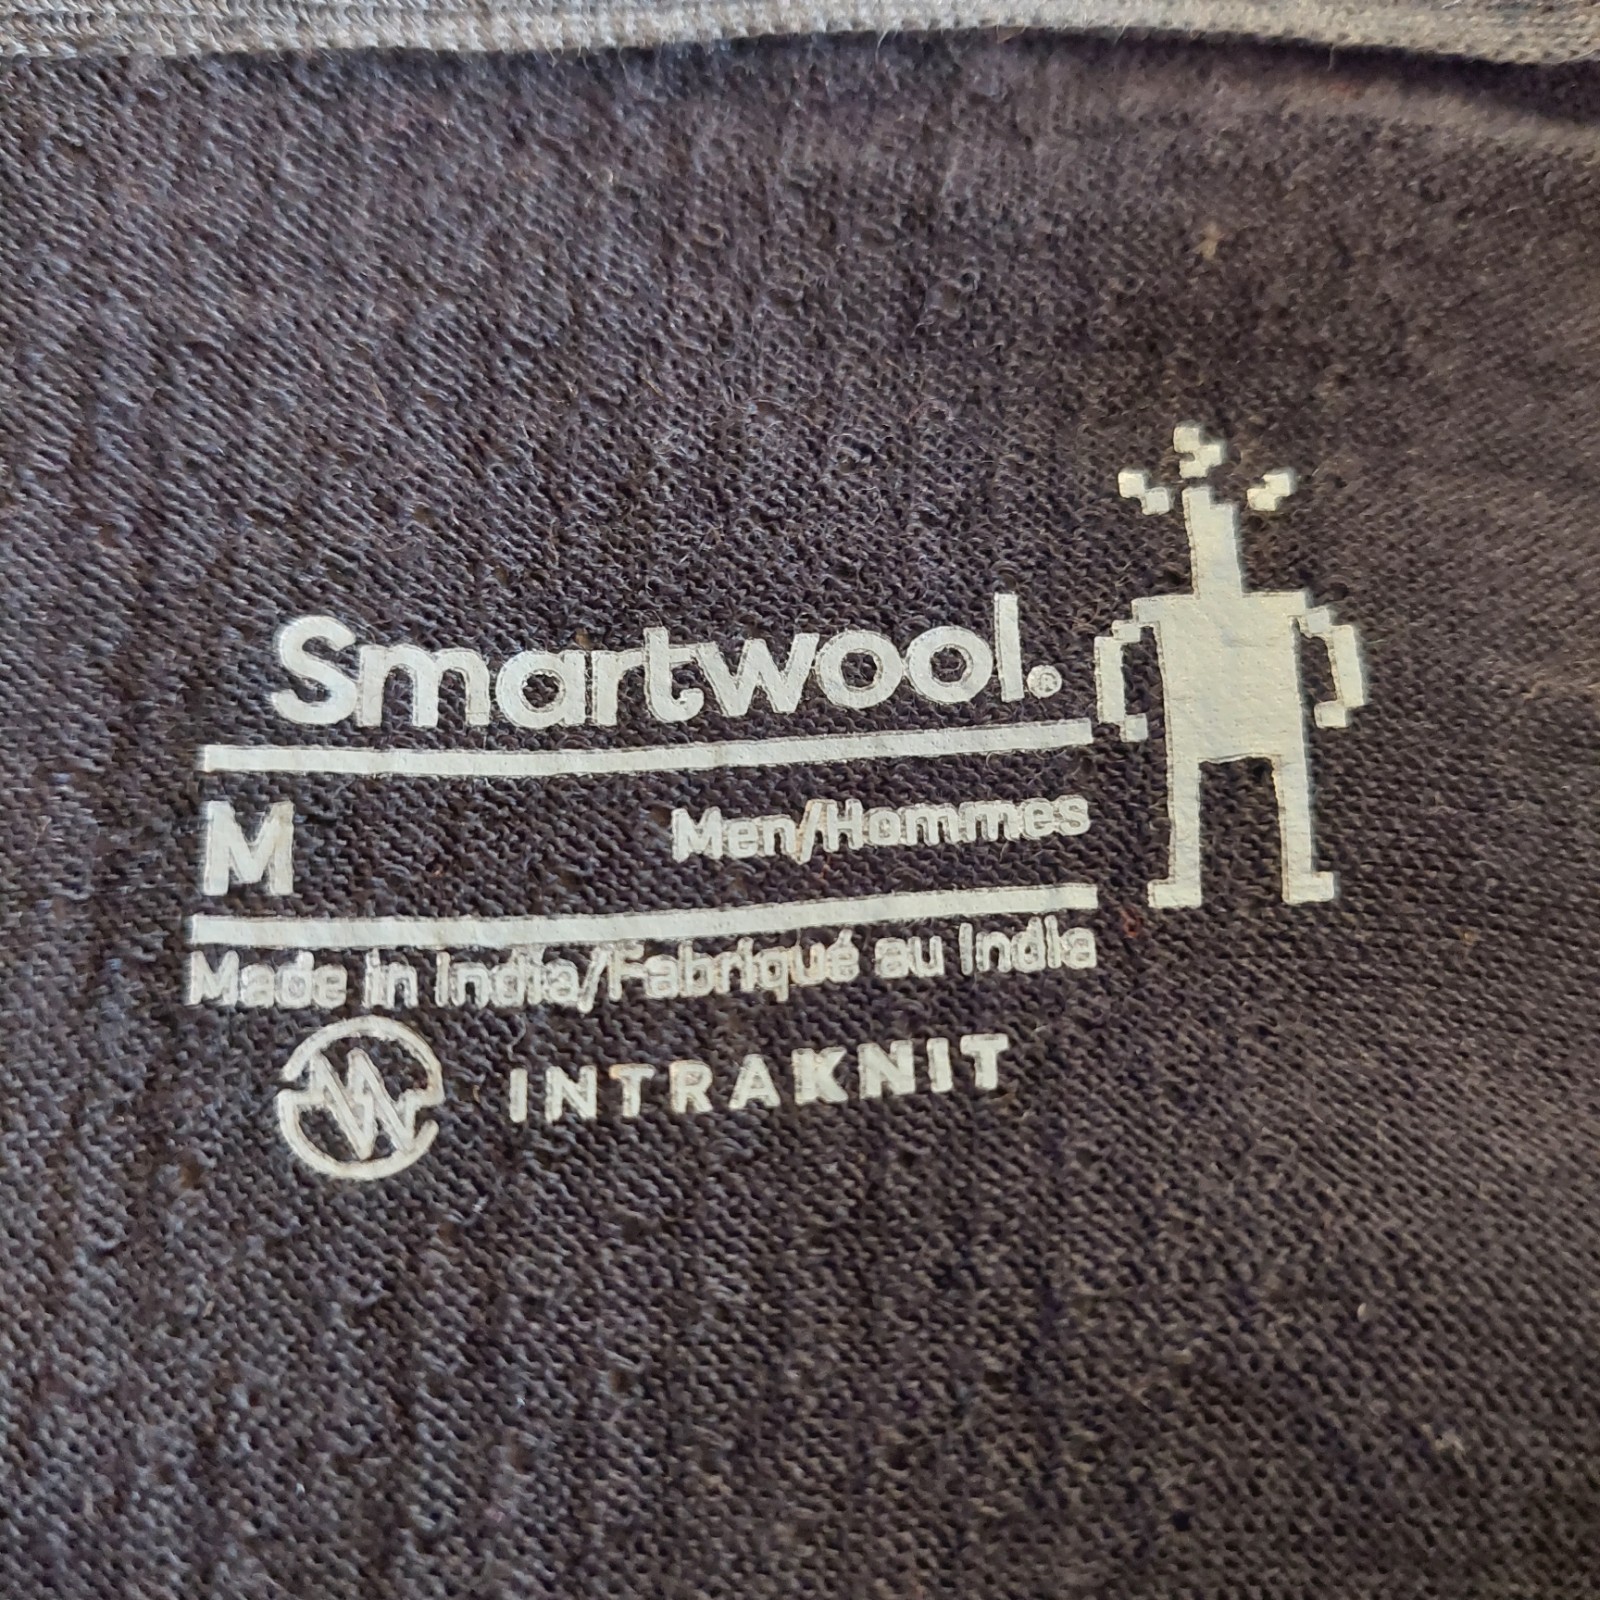 Smartwool.®
M Men/Hommes
Made in India/Fabriqué au India
INTRAKNIT